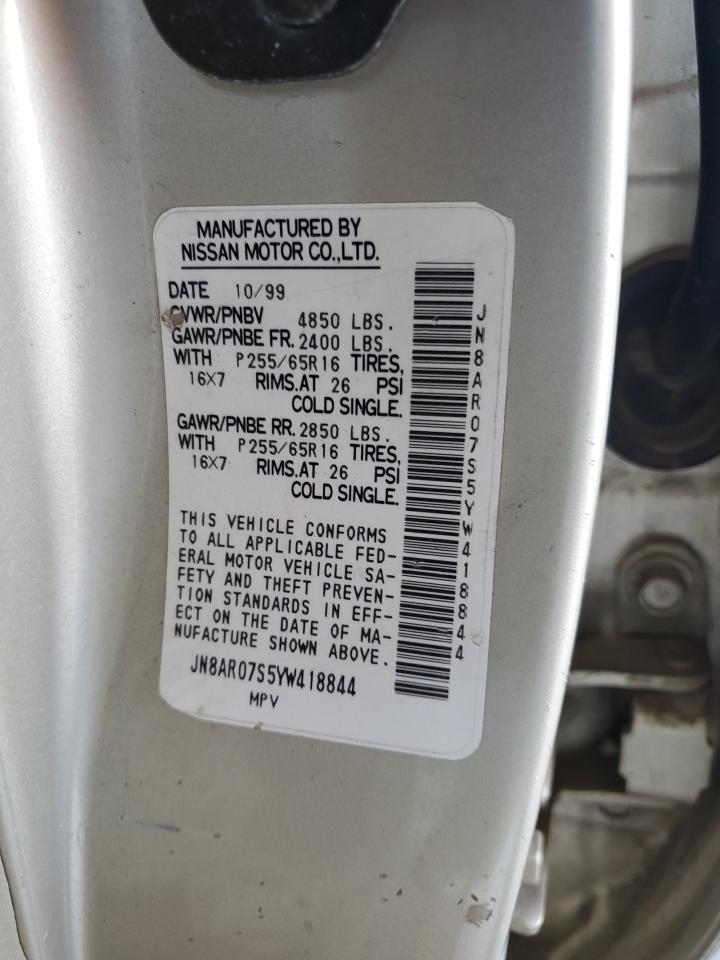 MANUFACTURED BY
NISSAN MOTOR CO.,LTD.
DATE 10/99
GVWR/PNBV 4850 LBS.
GAWR/PNBE FR. 2400 LBS.
WITH P255/65R16 TIRES,
16X7 RIMS.AT 26 PSI
COLD SINGLE.
GAWR/PNBE RR. 2850 LBS.
WITH P255/65R16 TIRES,
16X7 RIMS.AT 26 PSI
COLD SINGLE.
THIS VEHICLE CONFORMS
TO ALL APPLICABLE FED-
ERAL MOTOR VEHICLE SA-
FETY AND THEFT PREVEN-
TION STANDARDS IN EFF-
ECT ON THE DATE OF MA-
NUFACTURE SHOWN ABOVE.
JN8AR07S5YW418844
MPV
JN8AR07S5YW418844